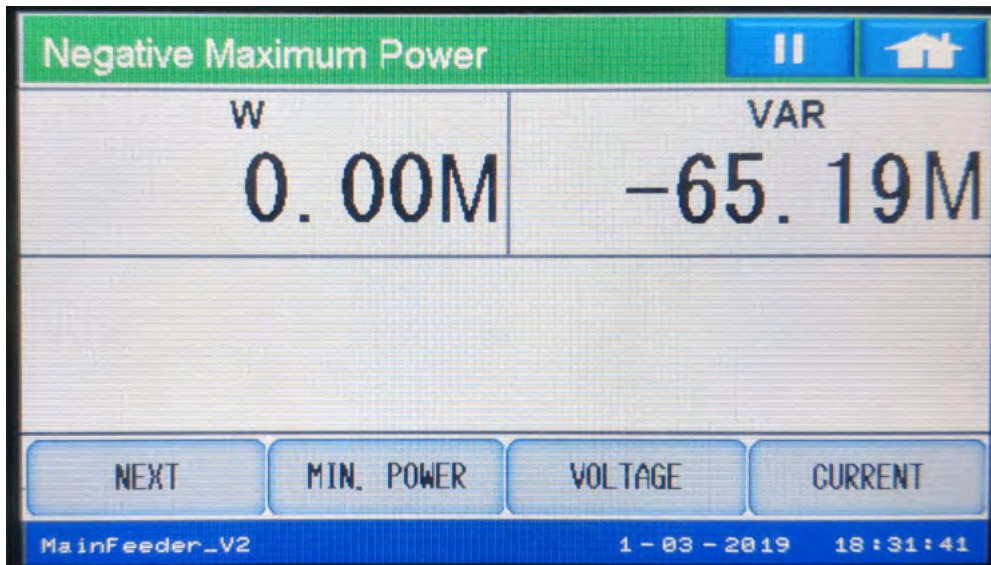 Negative Maximum Power
W
VAR
0.00M
-65.19M
NEXT
MIN. POWER
VOLTAGE
CURRENT
MainFeeder_V2
1-03-2019 18:31:41